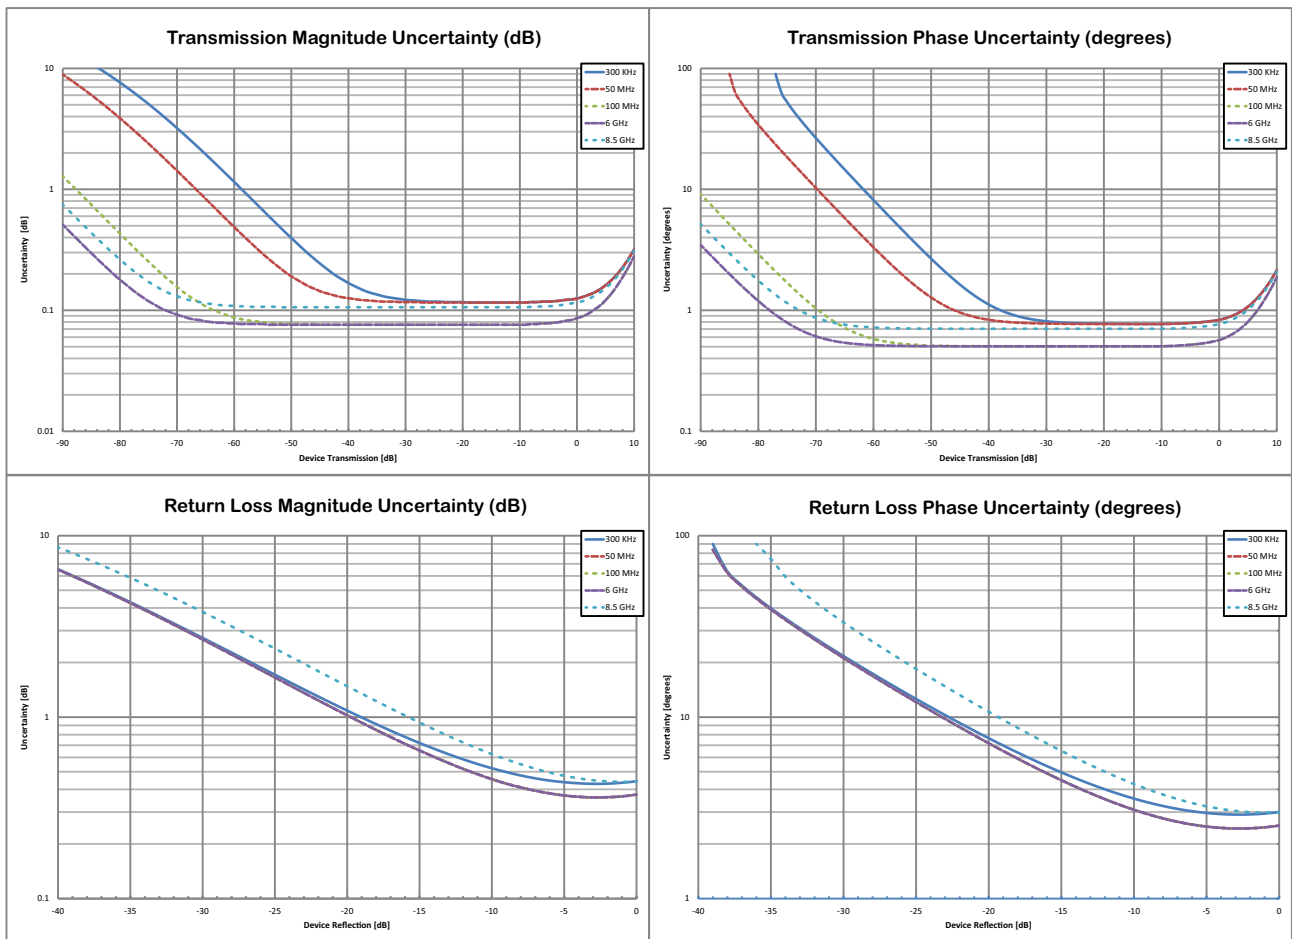 Transmission Magnitude Uncertainty (dB)
10
1
0.1
0.01
Uncertainty [dB]
-90 -80 -70 -60 -50 -40 -30 -20 -10 0 10
Device Transmission [dB]
300 KHz
50 MHz
100 MHz
6 GHz
8.5 GHz
Transmission Phase Uncertainty (degrees)
100
10
1
0.1
Uncertainty [degrees]
-90 -80 -70 -60 -50 -40 -30 -20 -10 0 10
Device Transmission [dB]
300 KHz
50 MHz
100 MHz
6 GHz
8.5 GHz
Return Loss Magnitude Uncertainty (dB)
10
1
0.1
Uncertainty [dB]
-40 -35 -30 -25 -20 -15 -10 -5 0
Device Reflection [dB]
300 KHz
50 MHz
100 MHz
6 GHz
8.5 GHz
Return Loss Phase Uncertainty (degrees)
100
10
1
Uncertainty [degrees]
-40 -35 -30 -25 -20 -15 -10 -5 0
Device Reflection [dB]
300 KHz
50 MHz
100 MHz
6 GHz
8.5 GHz